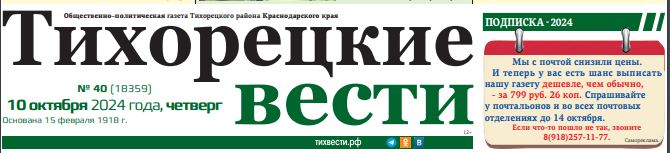 Общественно-политическая газета Тихорецкого района Краснодарского края
Тихорецкие
вести
№ 40 (18359)
10 октября 2024 года, четверг
Основана 15 февраля 1918 г.
тихвести.рф
12+
ПОДПИСКА - 2024
Мы с почтой снизили цены.
И теперь у вас есть шанс выписать
нашу газету дешевле, чем обычно,
- за 799 руб. 26 коп. Спрашивайте
у почтальонов и во всех почтовых
отделениях до 14 октября.
Если что-то пошло не так, звоните
8(918)257-11-77.
Самореклама